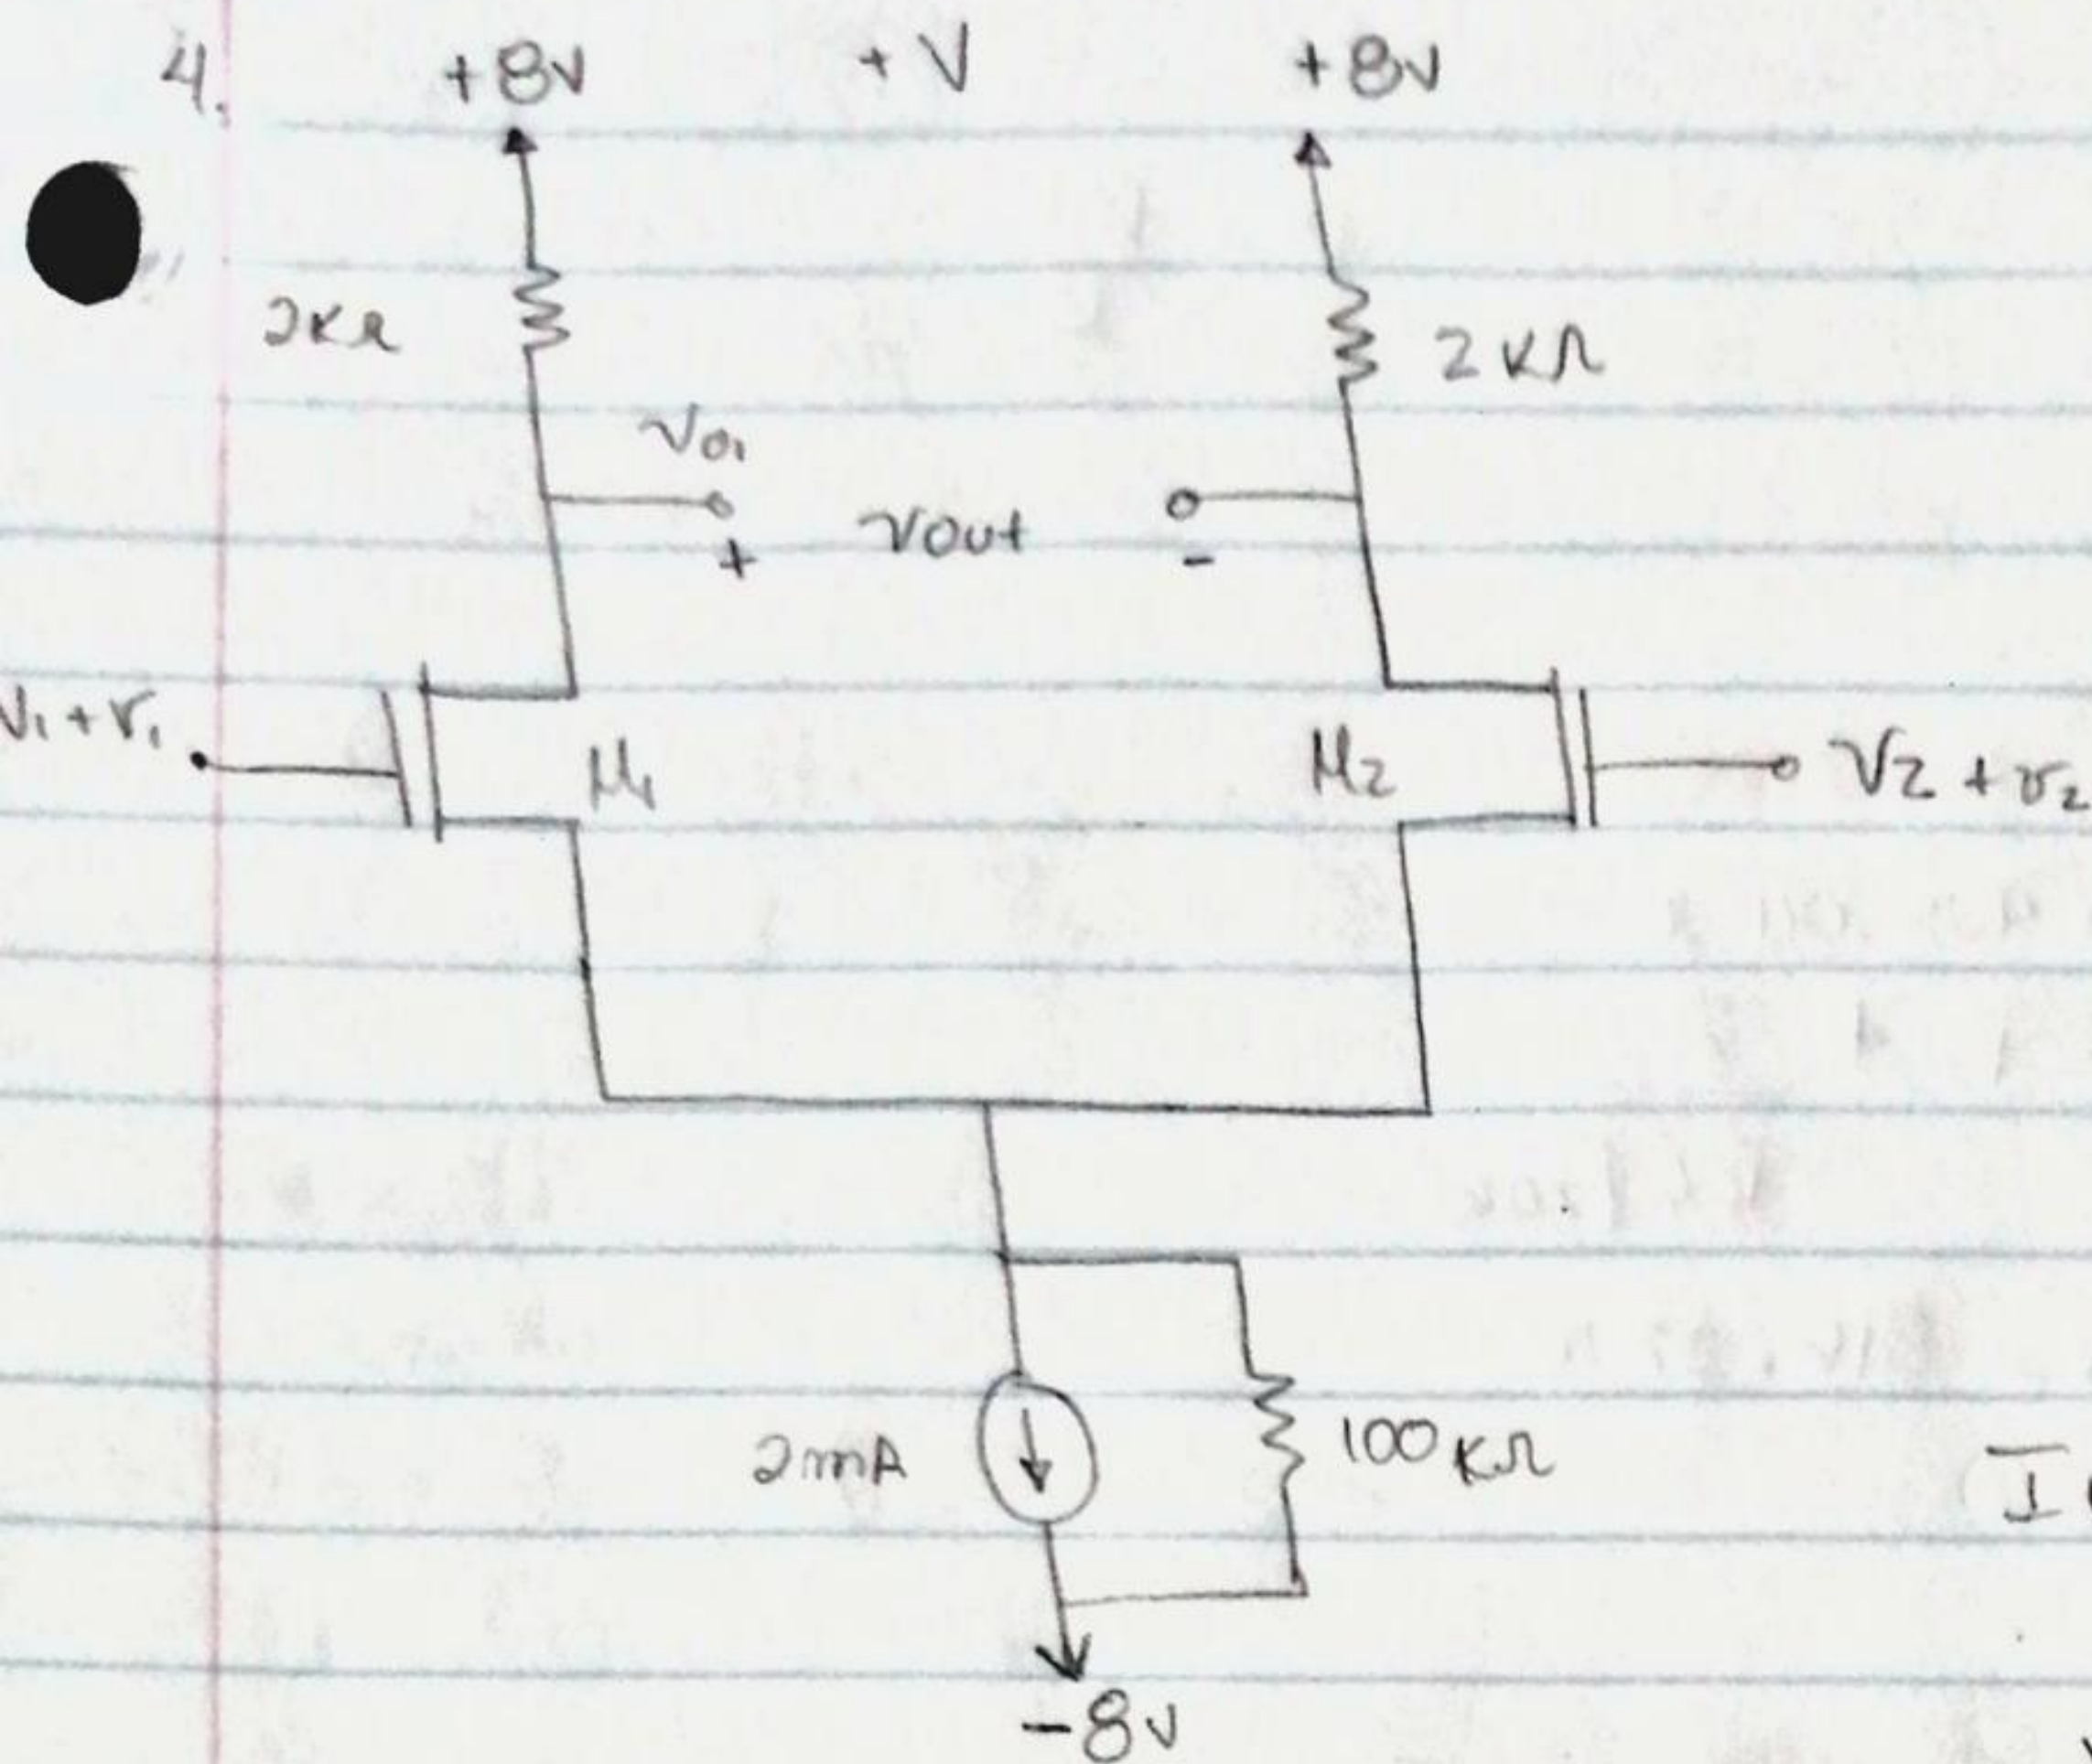 4. +8v + V +8v
2KΩ 2KΩ
vo1
+ vout -
V1 + v1 M1 M2 V2 + v2
2mA 100KΩ
I
-8v